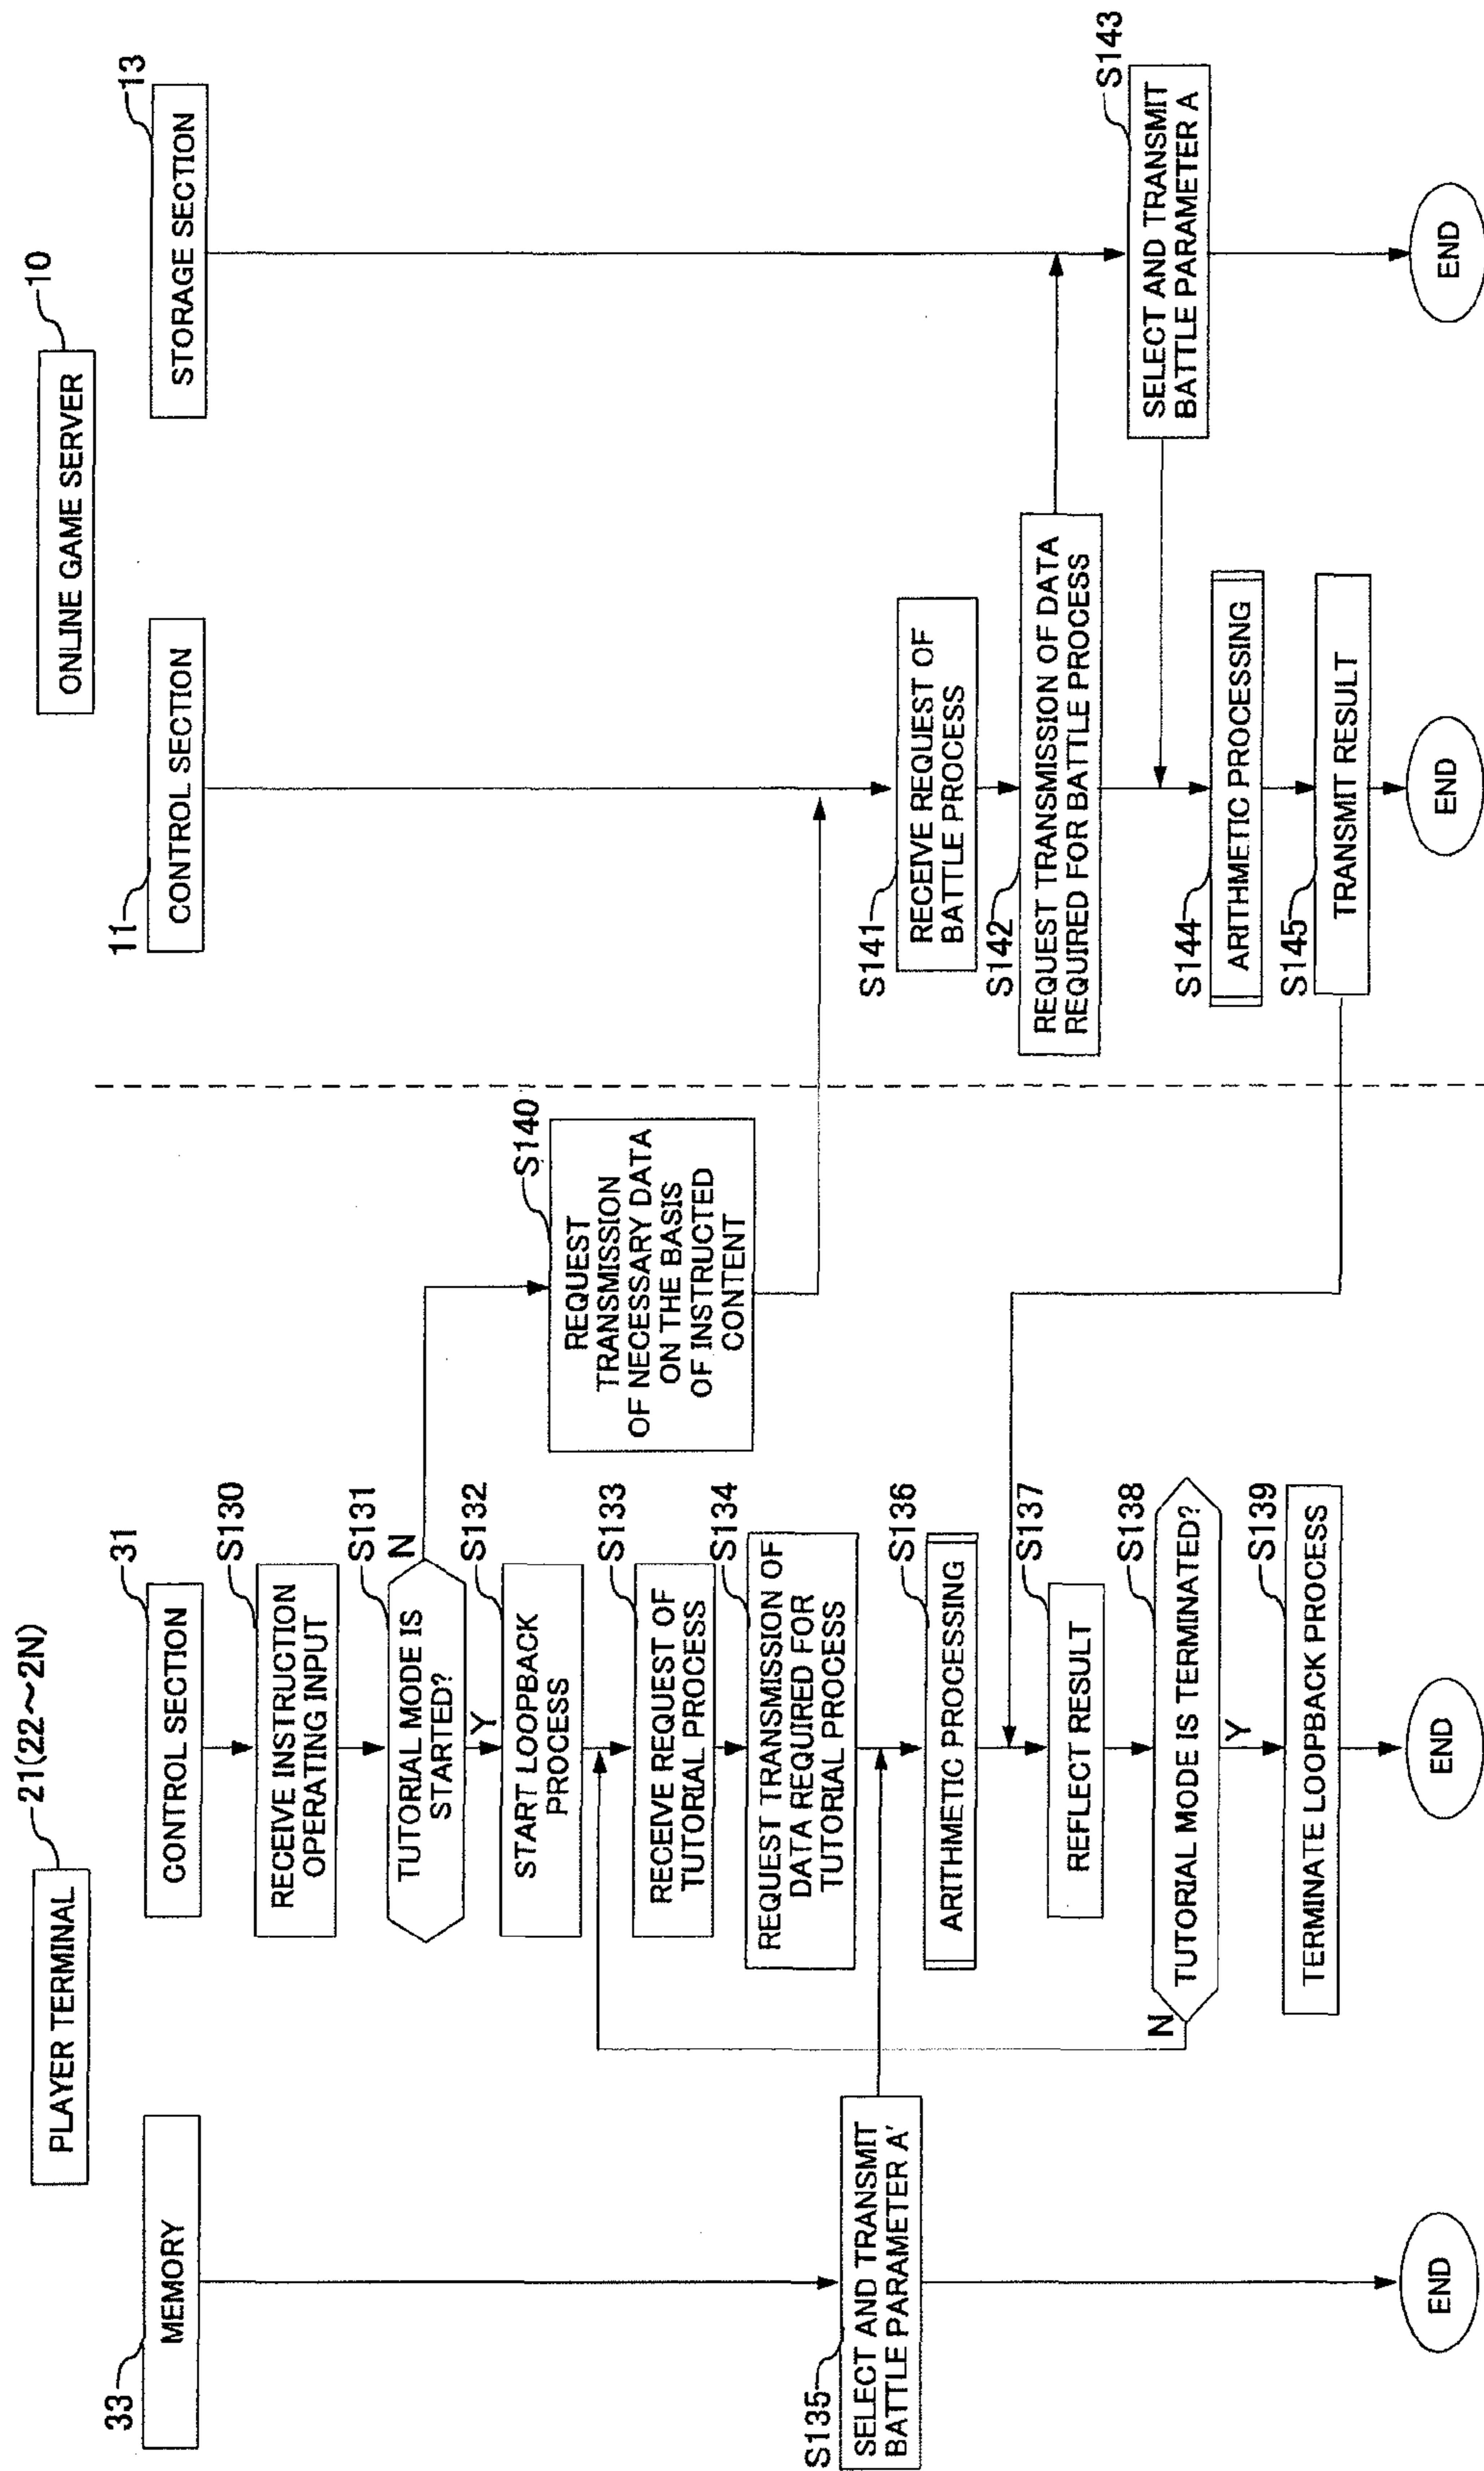 PLAYER TERMINAL
21(22~2N)
ONLINE GAME SERVER
10
33
MEMORY
CONTROL SECTION
31
11
CONTROL SECTION
STORAGE SECTION
13
RECEIVE INSTRUCTION
OPERATING INPUT
S130
TUTORIAL MODE IS
STARTED?
S131
N
Y
START LOOPBACK
PROCESS
S132
RECEIVE REQUEST OF
TUTORIAL PROCESS
S133
REQUEST TRANSMISSION OF
DATA REQUIRED FOR
TUTORIAL PROCESS
S134
S135
SELECT AND TRANSMIT
BATTLE PARAMETER A'
ARITHMETIC PROCESSING
S136
REFLECT RESULT
S137
TUTORIAL MODE IS TERMINATED?
S138
N
Y
TERMINATE LOOPBACK PROCESS
S139
REQUEST
TRANSMISSION
OF NECESSARY DATA
ON THE BASIS
OF INSTRUCTED
CONTENT
S140
S141
RECEIVE REQUEST OF
BATTLE PROCESS
S142
REQUEST TRANSMISSION OF DATA
REQUIRED FOR BATTLE PROCESS
SELECT AND TRANSMIT
BATTLE PARAMETER A
S143
S144
ARITHMETIC PROCESSING
S145
TRANSMIT RESULT
END
END
END
END